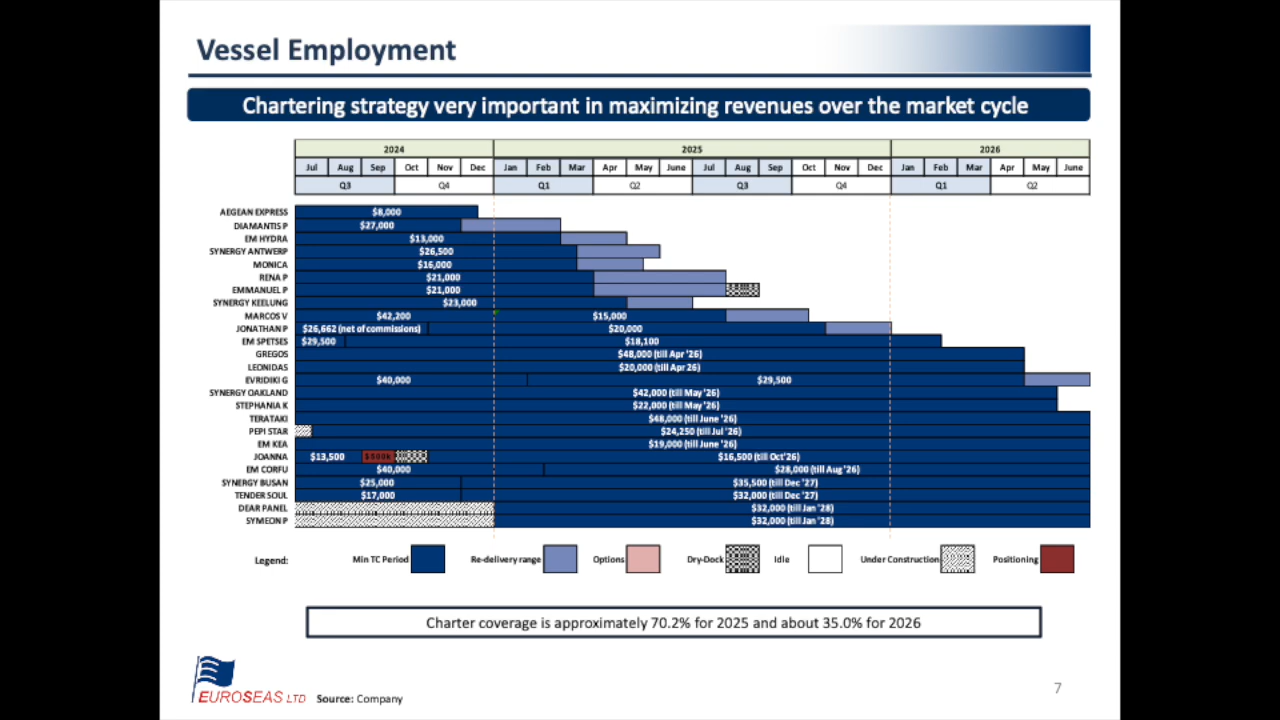 Vessel Employment
Chartering strategy very important in maximizing revenues over the market cycle
2024 2025 2026
Jul Aug Sep Oct Nov Dec Jan Feb Mar Apr May June Jul Aug Sep Oct Nov Dec Jan Feb Mar Apr May June
Q3 Q4 Q1 Q2 Q3 Q4 Q1 Q2
AEGEAN EXPRESS $8,000
DIAMANTIS P $27,000
EM HYDRA $13,000
SYNERGY ANTWERP $26,500
MONICA $16,000
RENA P $21,000
EMMANUEL P $21,000
SYNERGY KEELUNG $23,000
MARCOS V $42,200 $15,000
JONATHAN P $26,662 (net of commissions) $20,000
EM SPETSES $29,500 $18,100
GREGOS $48,000 (till Apr '26)
LEONIDAS $20,000 (till Apr 26)
EVRIDIKI G $40,000 $29,500
SYNERGY OAKLAND $42,000 (till May '26)
STEPHANIA K $22,000 (till May '26)
TERATAKI $48,000 (till June '26)
PEPI STAR $24,250 (till Jul '26)
EM KEA $19,000 (till June '26)
JOANNA $13,500 $16,500 (till Oct'26)
EM CORFU $40,000 $28,000 (till Aug '26)
SYNERGY BUSAN $25,000 $35,500 (till Dec '27)
TENDER SOUL $17,000 $32,000 (till Dec '27)
DEAR PANEL $32,000 (till Jan '28)
SYMEON P $32,000 (till Jan '28)
Legend: Min TC Period Re-delivery range Options Dry-Dock Idle Under Construction Positioning
Charter coverage is approximately 70.2% for 2025 and about 35.0% for 2026
EUROSEAS LTD Source: Company
7